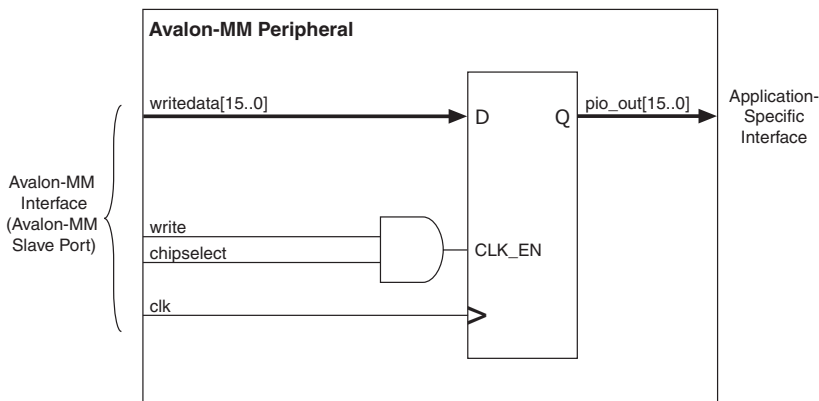 Avalon-MM Peripheral
writedata[15..0]
D
Q
pio_out[15..0]
Application-
Specific
Interface
Avalon-MM
Interface
(Avalon-MM
Slave Port)
write
chipselect
CLK_EN
clk